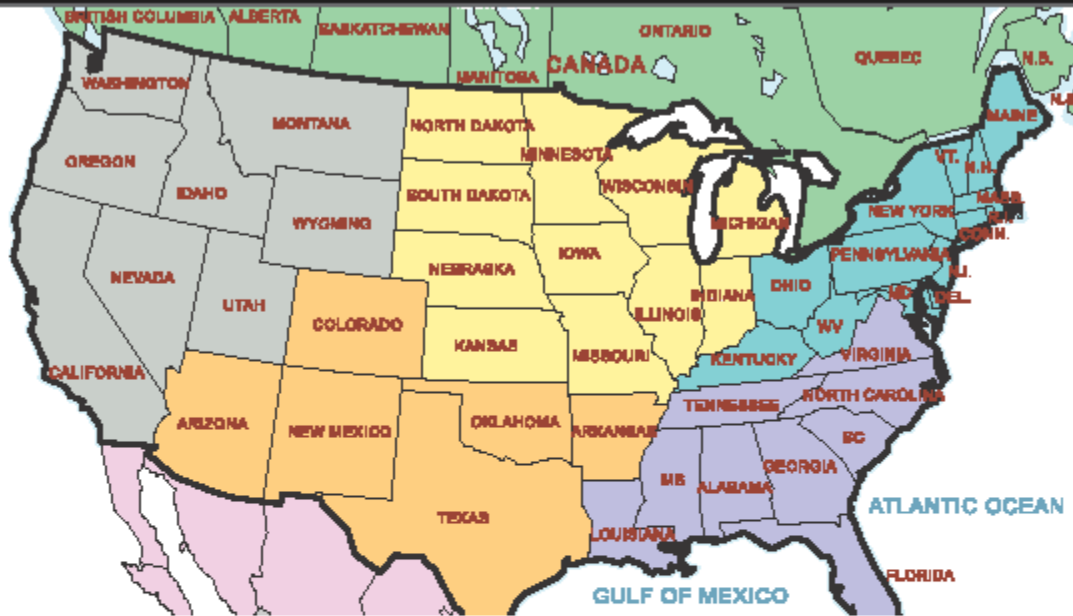 BRITISH COLUMBIA
ALBERTA
SASKATCHEWAN
MANITOBA
CANADA
ONTARIO
QUEBEC
N.B.
WASHINGTON
MONTANA
NORTH DAKOTA
MINNESOTA
MAINE
OREGON
IDAHO
WYOMING
SOUTH DAKOTA
WISCONSIN
MICHIGAN
VT.
N.H.
MASS.
NEW YORK
CONN.
NEVADA
UTAH
NEBRASKA
IOWA
PENNSYLVANIA
N.J.
COLORADO
KANSAS
MISSOURI
ILLINOIS
INDIANA
OHIO
MD.
DEL.
WV
KENTUCKY
VIRGINIA
CALIFORNIA
ARIZONA
NEW MEXICO
OKLAHOMA
ARKANSAS
TENNESSEE
NORTH CAROLINA
SC
TEXAS
LOUISIANA
MS
ALABAMA
GEORGIA
ATLANTIC OCEAN
FLORIDA
GULF OF MEXICO